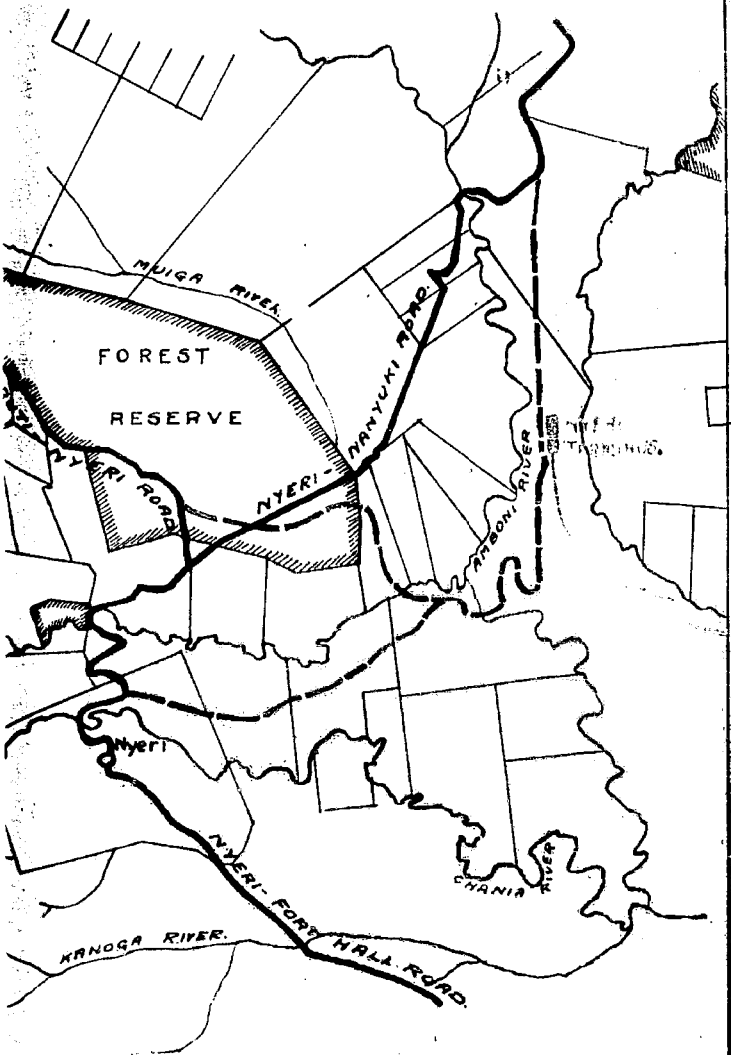 MUIGA RIVER.
FOREST
RESERVE
NYERI-NANYUKI ROAD.
NYERI ROAD
AMBONI RIVER
Nyeri
CHANIA RIVER
NYERI-FORT HALL ROAD.
KANOGA RIVER.